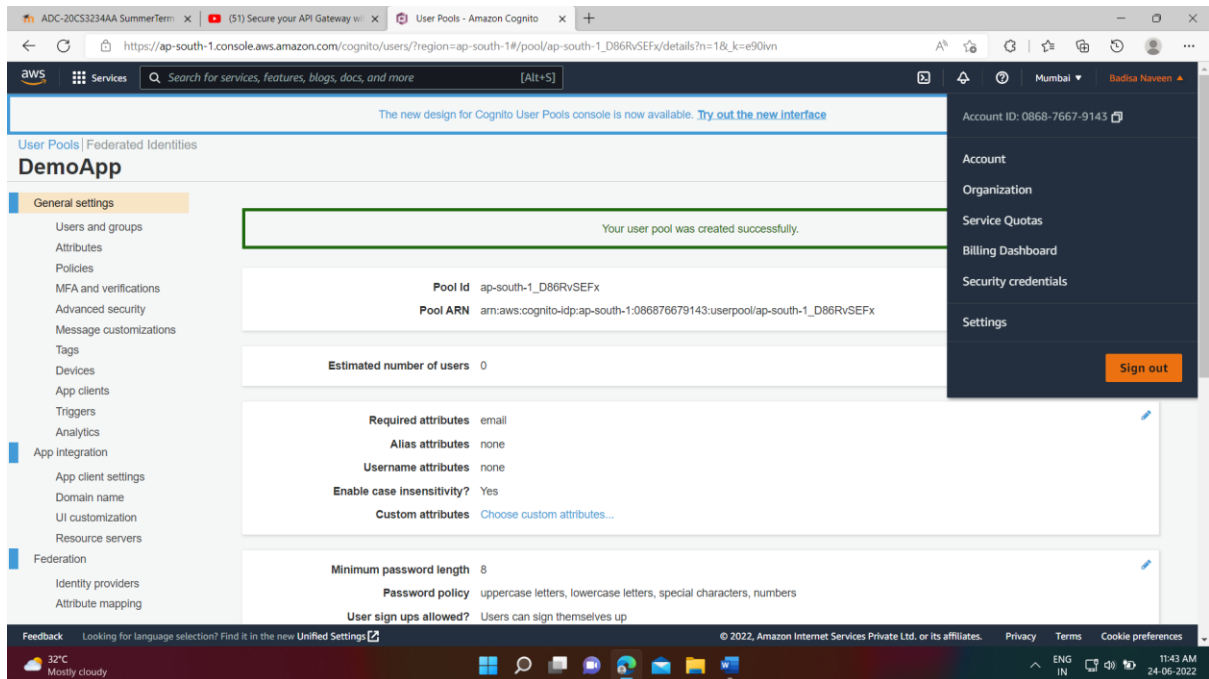 ADC-20CS3234AA SummerTerm
(51) Secure your API Gateway wi
User Pools - Amazon Cognito
https://ap-south-1.console.aws.amazon.com/cognito/users/?region=ap-south-1#/pool/ap-south-1_D86RvSEFx/details?n=1&_k=e90ivn
aws Services Search for services, features, blogs, docs, and more [Alt+S] Mumbai Badisa Naveen
The new design for Cognito User Pools console is now available. Try out the new interface
Account ID: 0868-7667-9143
Account
Organization
Service Quotas
Billing Dashboard
Security credentials
Settings
Sign out
User Pools Federated Identities
DemoApp
General settings
Users and groups
Attributes
Policies
MFA and verifications
Advanced security
Message customizations
Tags
Devices
App clients
Triggers
Analytics
App integration
App client settings
Domain name
UI customization
Resource servers
Federation
Identity providers
Attribute mapping
Your user pool was created successfully.
Pool Id ap-south-1_D86RvSEFx
Pool ARN arn:aws:cognito-idp:ap-south-1:086876679143:userpool/ap-south-1_D86RvSEFx
Estimated number of users 0
Required attributes email
Alias attributes none
Username attributes none
Enable case insensitivity? Yes
Custom attributes Choose custom attributes...
Minimum password length 8
Password policy uppercase letters, lowercase letters, special characters, numbers
User sign ups allowed? Users can sign themselves up
Feedback Looking for language selection? Find it in the new Unified Settings © 2022, Amazon Internet Services Private Ltd. or its affiliates. Privacy Terms Cookie preferences
32°C
Mostly cloudy
ENG
IN
11:43 AM
24-06-2022